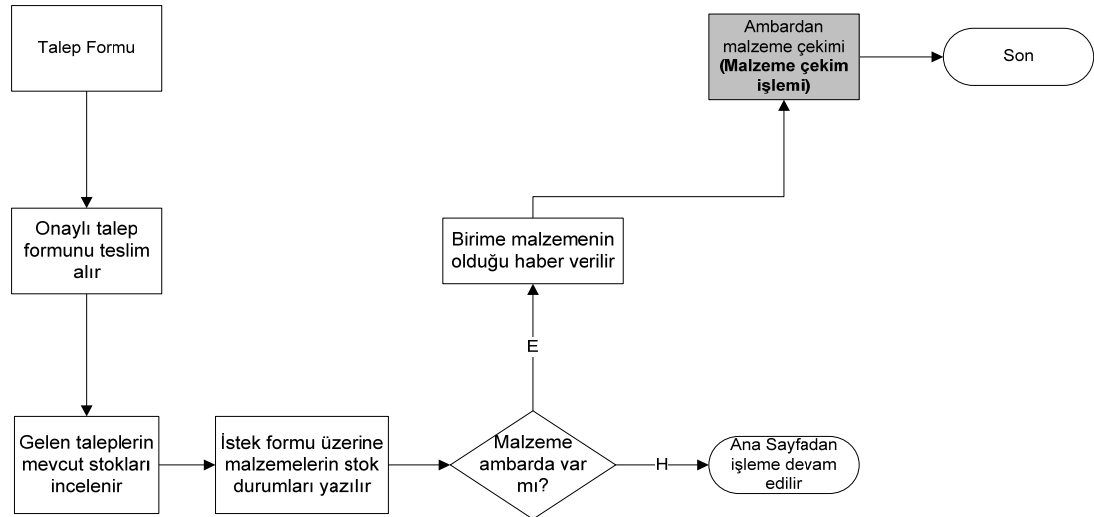 Talep Formu
Onaylı talep
formunu teslim
alır
Gelen taleplerin
mevcut stokları
incelenir
İstek formu üzerine
malzemelerin stok
durumları yazılır
Malzeme
ambarda var
mı?
E
H
Birime malzemenin
olduğu haber verilir
Ambardan
malzeme çekimi
(Malzeme çekim
işlemi)
Son
Ana Sayfadan
işleme devam
edilir